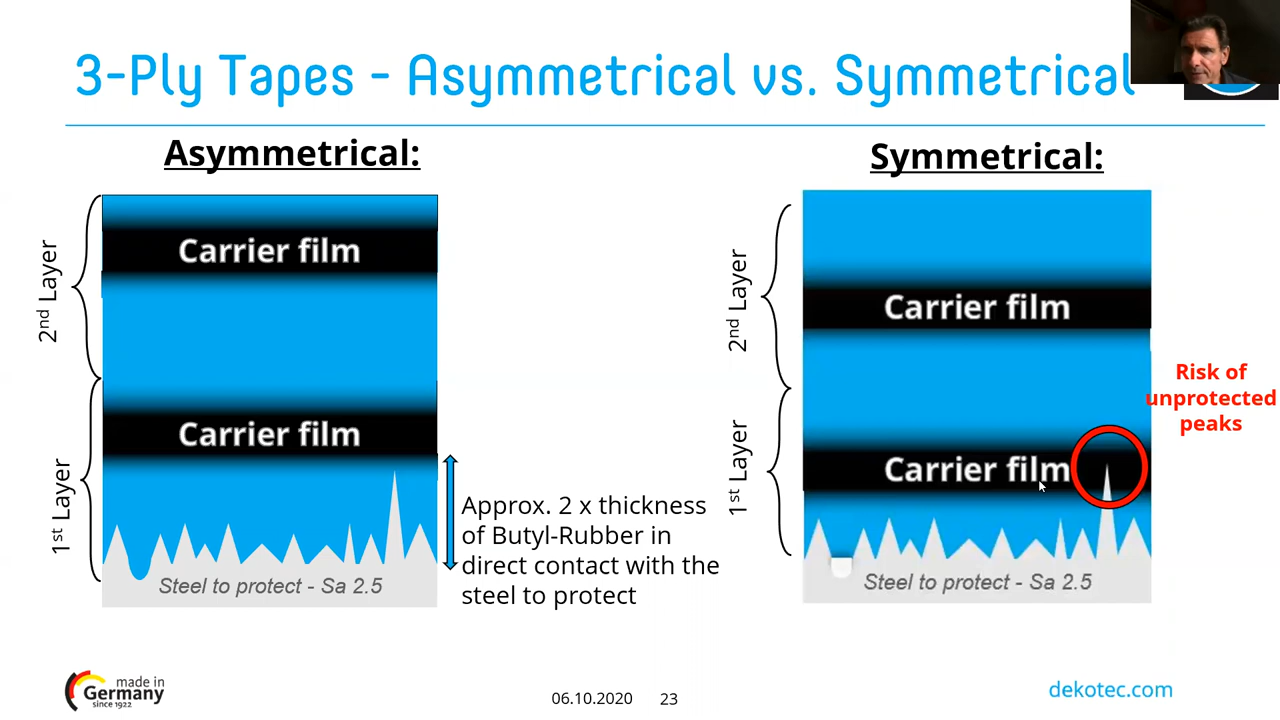 3-Ply Tapes - Asymmetrical vs. Symmetrical
Asymmetrical:
2nd Layer
Carrier film
1st Layer
Carrier film
Steel to protect - Sa 2.5
Approx. 2 x thickness
of Butyl-Rubber in
direct contact with the
steel to protect
Symmetrical:
2nd Layer
Carrier film
1st Layer
Carrier film
Steel to protect - Sa 2.5
Risk of
unprotected
peaks
made in
Germany
since 1922
06.10.2020
23
dekotec.com